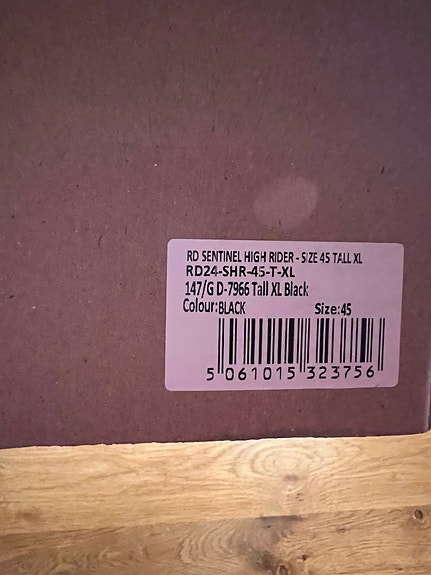 RD SENTINEL HIGH RIDER - SIZE 45 TALL XL
RD24-SHR-45-T-XL
147/G D-7966 Tall XL Black
Colour:BLACK Size:45
5 061015 323756